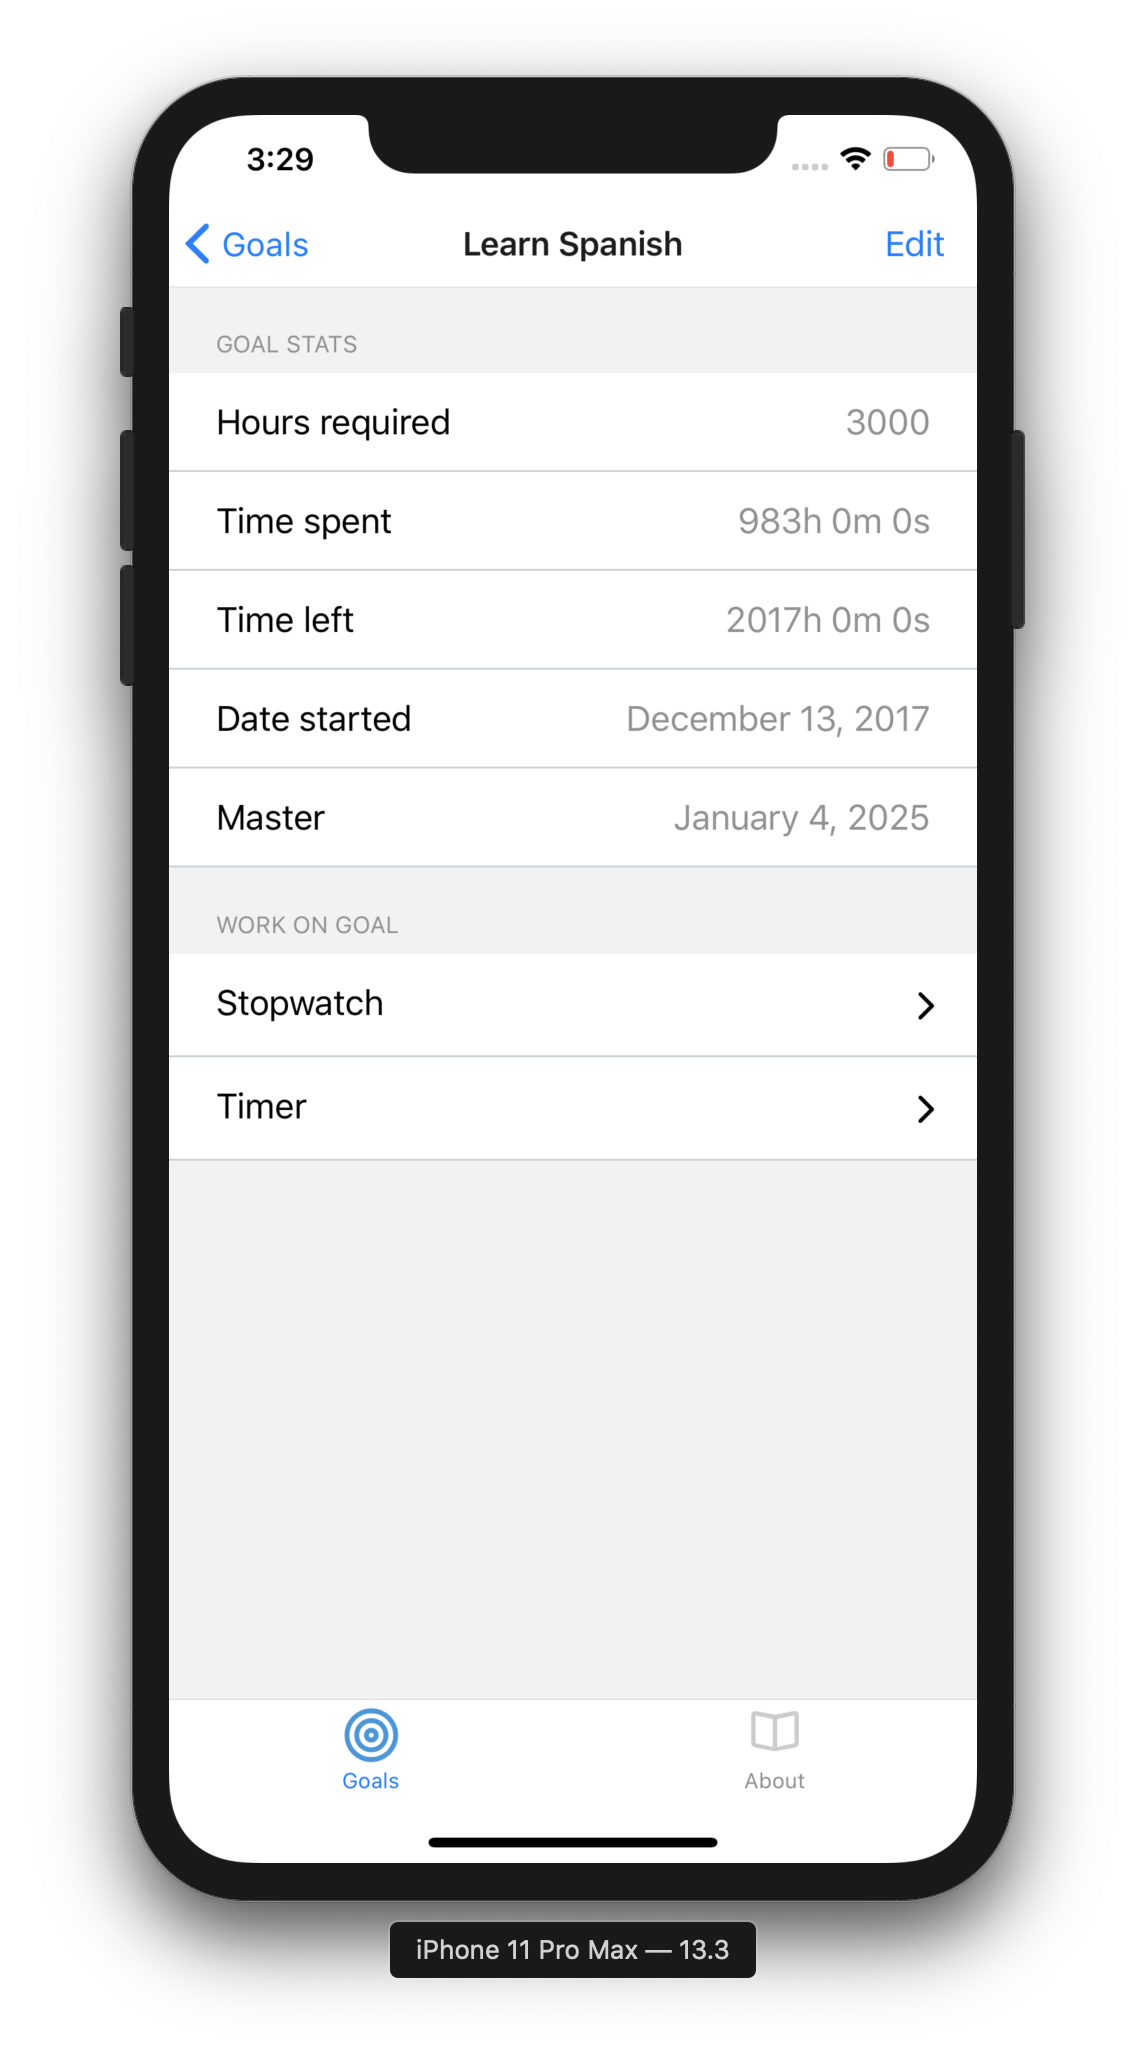 3:29
Goals Learn Spanish Edit
GOAL STATS
Hours required 3000
Time spent 983h 0m 0s
Time left 2017h 0m 0s
Date started December 13, 2017
Master January 4, 2025
WORK ON GOAL
Stopwatch
Timer
Goals About
iPhone 11 Pro Max — 13.3